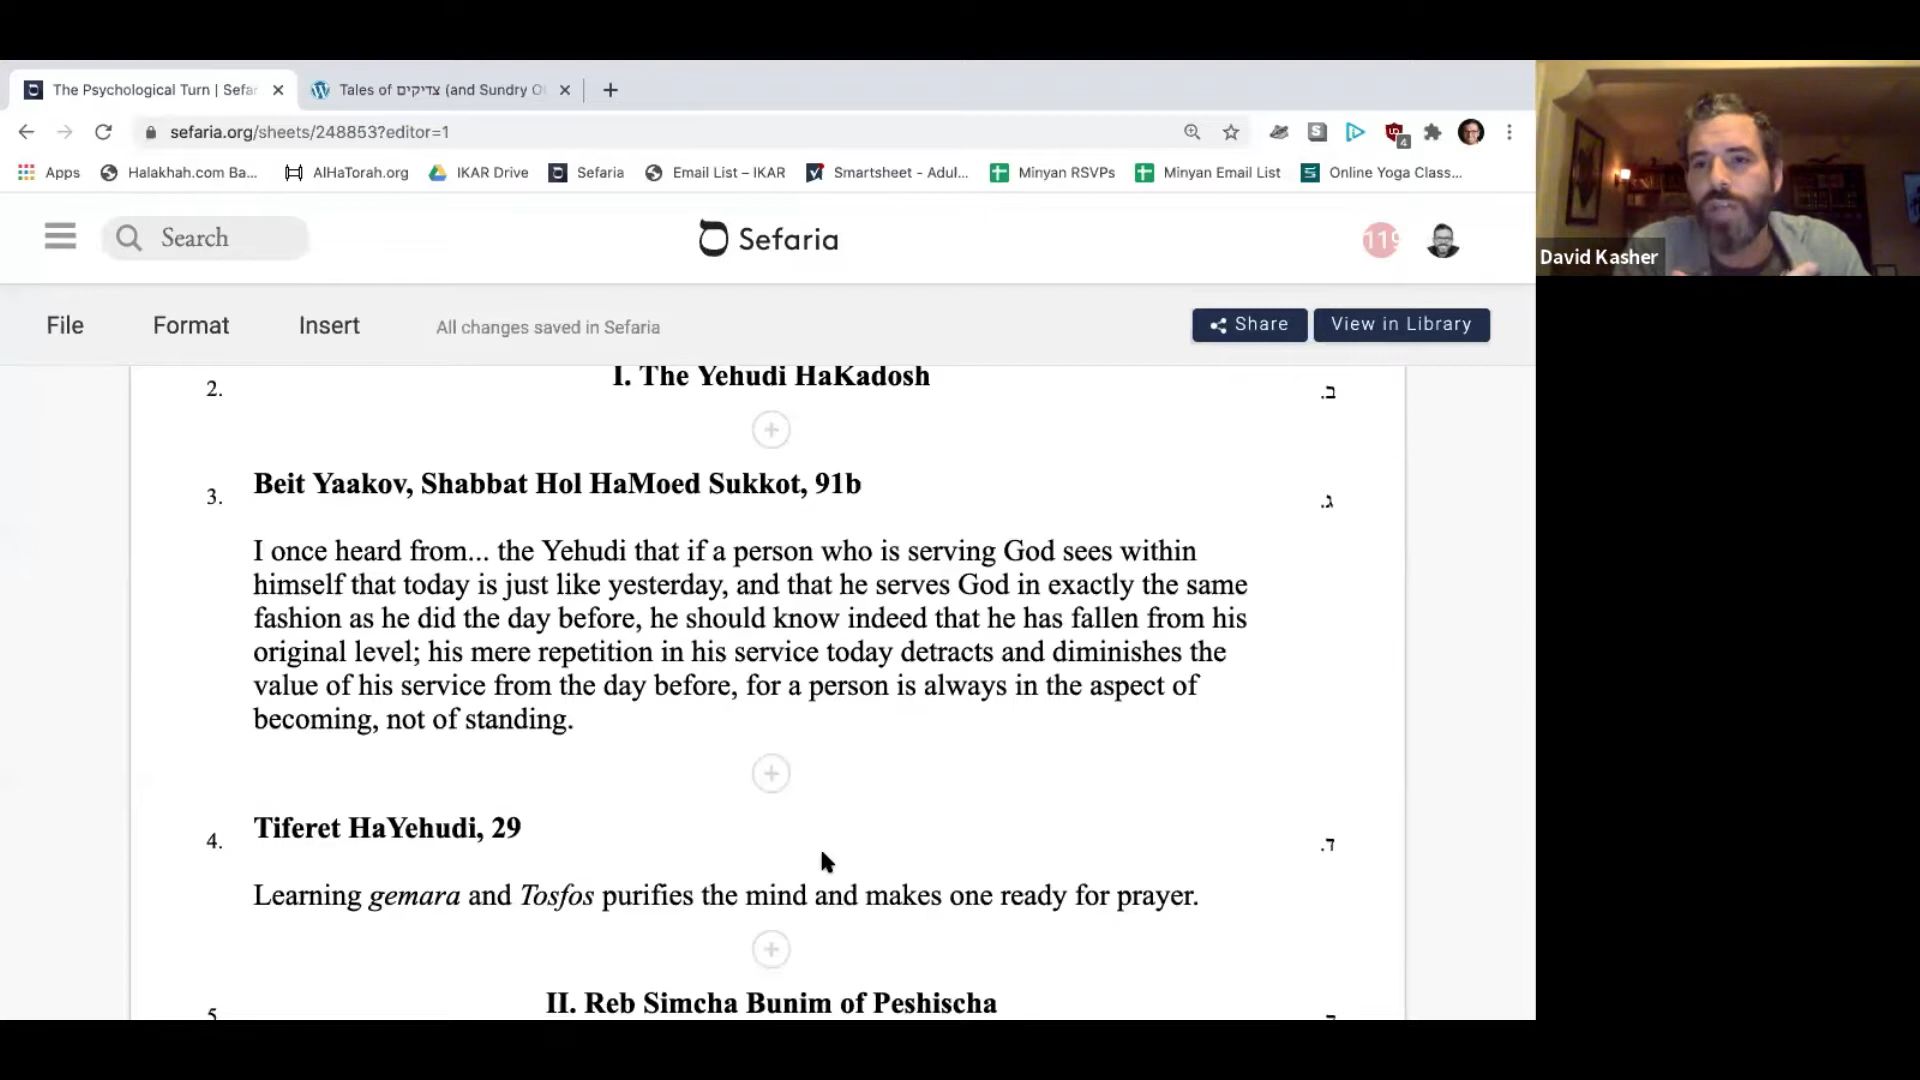 The Psychological Turn | Sefar
Tales of צדיקים (and Sundry O
sefaria.org/sheets/248853?editor=1
4
Apps
Halakhah.com Ba...
AlHaTorah.org
IKAR Drive
Sefaria
Email List – IKAR
Smartsheet - Adul...
Minyan RSVPs
Minyan Email List
Online Yoga Class...
Search
Sefaria
119
David Kasher
File
Format
Insert
All changes saved in Sefaria
Share
View in Library
2.
I. The Yehudi HaKadosh
ב.
3.
Beit Yaakov, Shabbat Hol HaMoed Sukkot, 91b
ג.
I once heard from... the Yehudi that if a person who is serving God sees within
himself that today is just like yesterday, and that he serves God in exactly the same
fashion as he did the day before, he should know indeed that he has fallen from his
original level; his mere repetition in his service today detracts and diminishes the
value of his service from the day before, for a person is always in the aspect of
becoming, not of standing.
4.
Tiferet HaYehudi, 29
ד.
Learning gemara and Tosfos purifies the mind and makes one ready for prayer.
5.
II. Reb Simcha Bunim of Peshischa